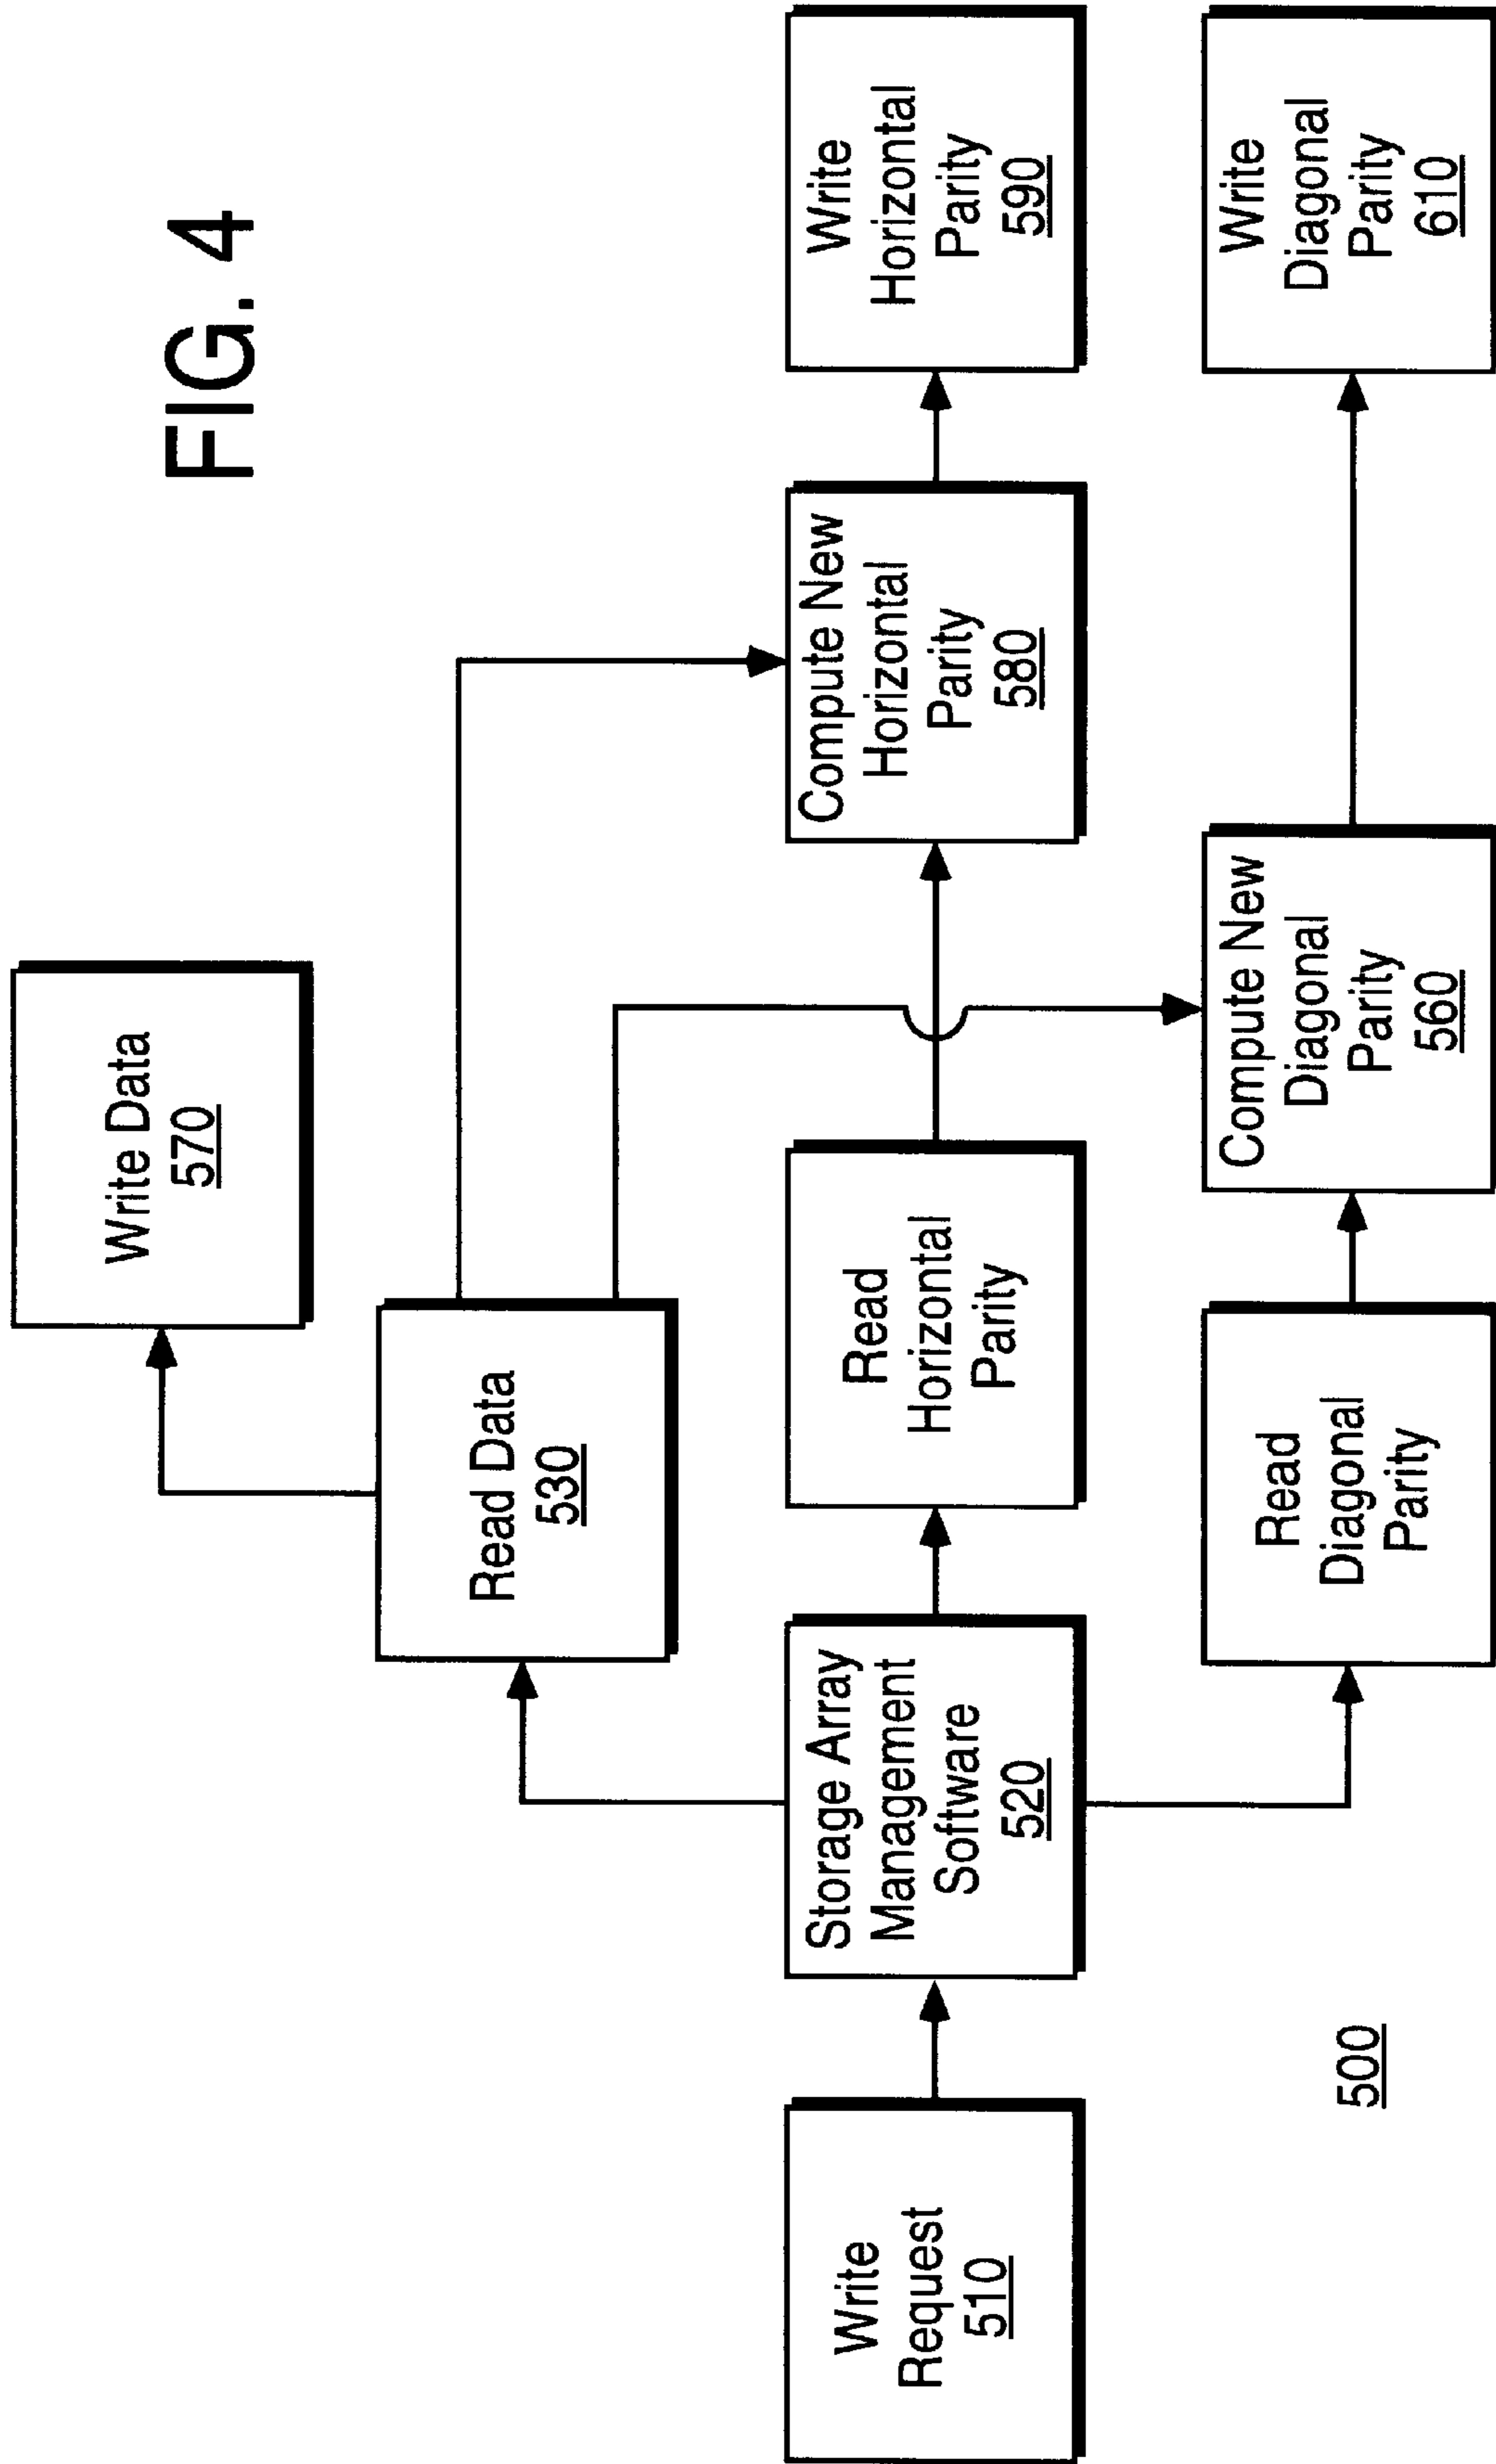 FIG. 4
Write Data
570
Read Data
530
Write
Request
510
Storage Array
Management
Software
520
Read
Horizontal
Parity
Compute New
Horizontal
Parity
580
Write
Horizontal
Parity
590
Read
Diagonal
Parity
Compute New
Diagonal
Parity
560
Write
Diagonal
Parity
610
500